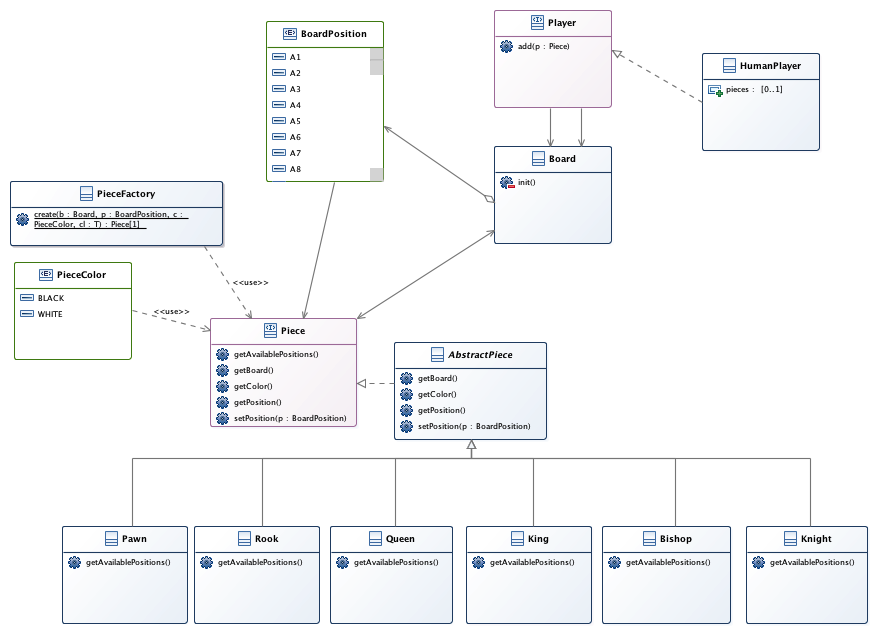 BoardPosition
A1
A2
A3
A4
A5
A6
A7
A8
Player
add(p : Piece)
HumanPlayer
pieces : [0..1]
Board
init()
PieceFactory
create(b : Board, p : BoardPosition, c :
PieceColor, cl : T) : Piece[1]
PieceColor
BLACK
WHITE
<<use>>
<<use>>
Piece
getAvailablePositions()
getBoard()
getColor()
getPosition()
setPosition(p : BoardPosition)
AbstractPiece
getBoard()
getColor()
getPosition()
setPosition(p : BoardPosition)
Pawn
getAvailablePositions()
Rook
getAvailablePositions()
Queen
getAvailablePositions()
King
getAvailablePositions()
Bishop
getAvailablePositions()
Knight
getAvailablePositions()